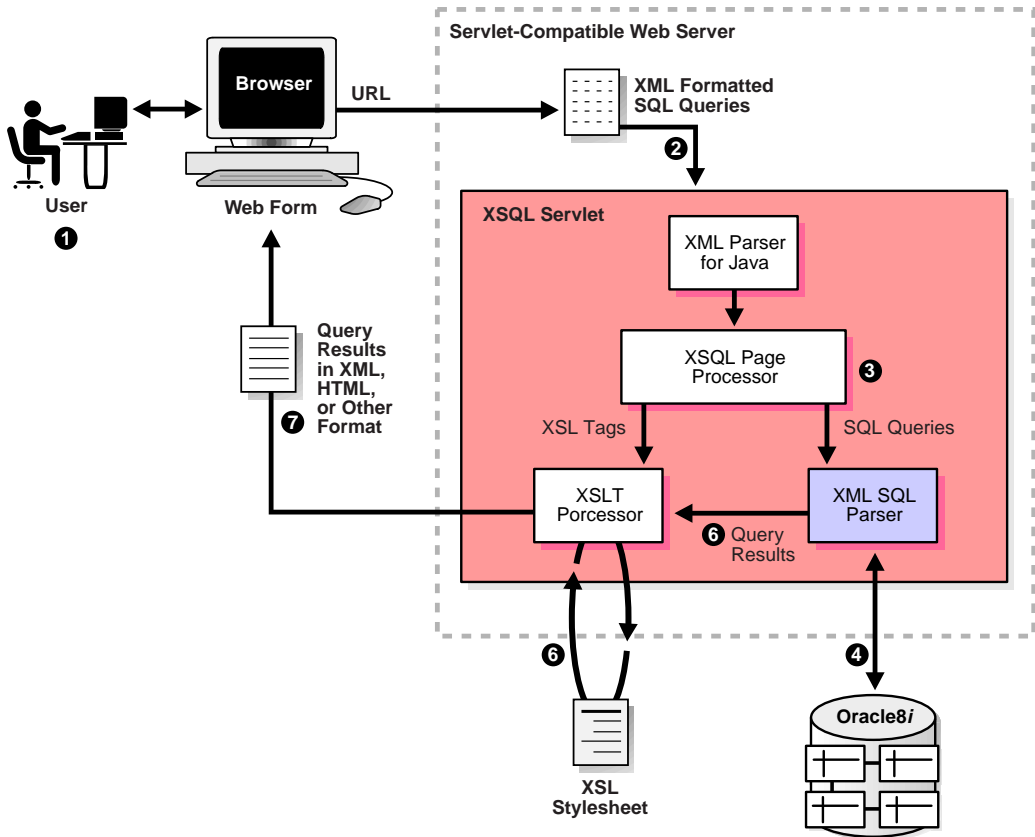 Servlet-Compatible Web Server
Browser
URL
XML Formatted
SQL Queries
2
User
1
Web Form
XSQL Servlet
XML Parser
for Java
Query
Results
in XML,
HTML,
or Other
Format
7
XSQL Page
Processor
3
XSL Tags
SQL Queries
XSLT
Porcessor
XML SQL
Parser
6 Query
Results
6
4
Oracle8i
XSL
Stylesheet